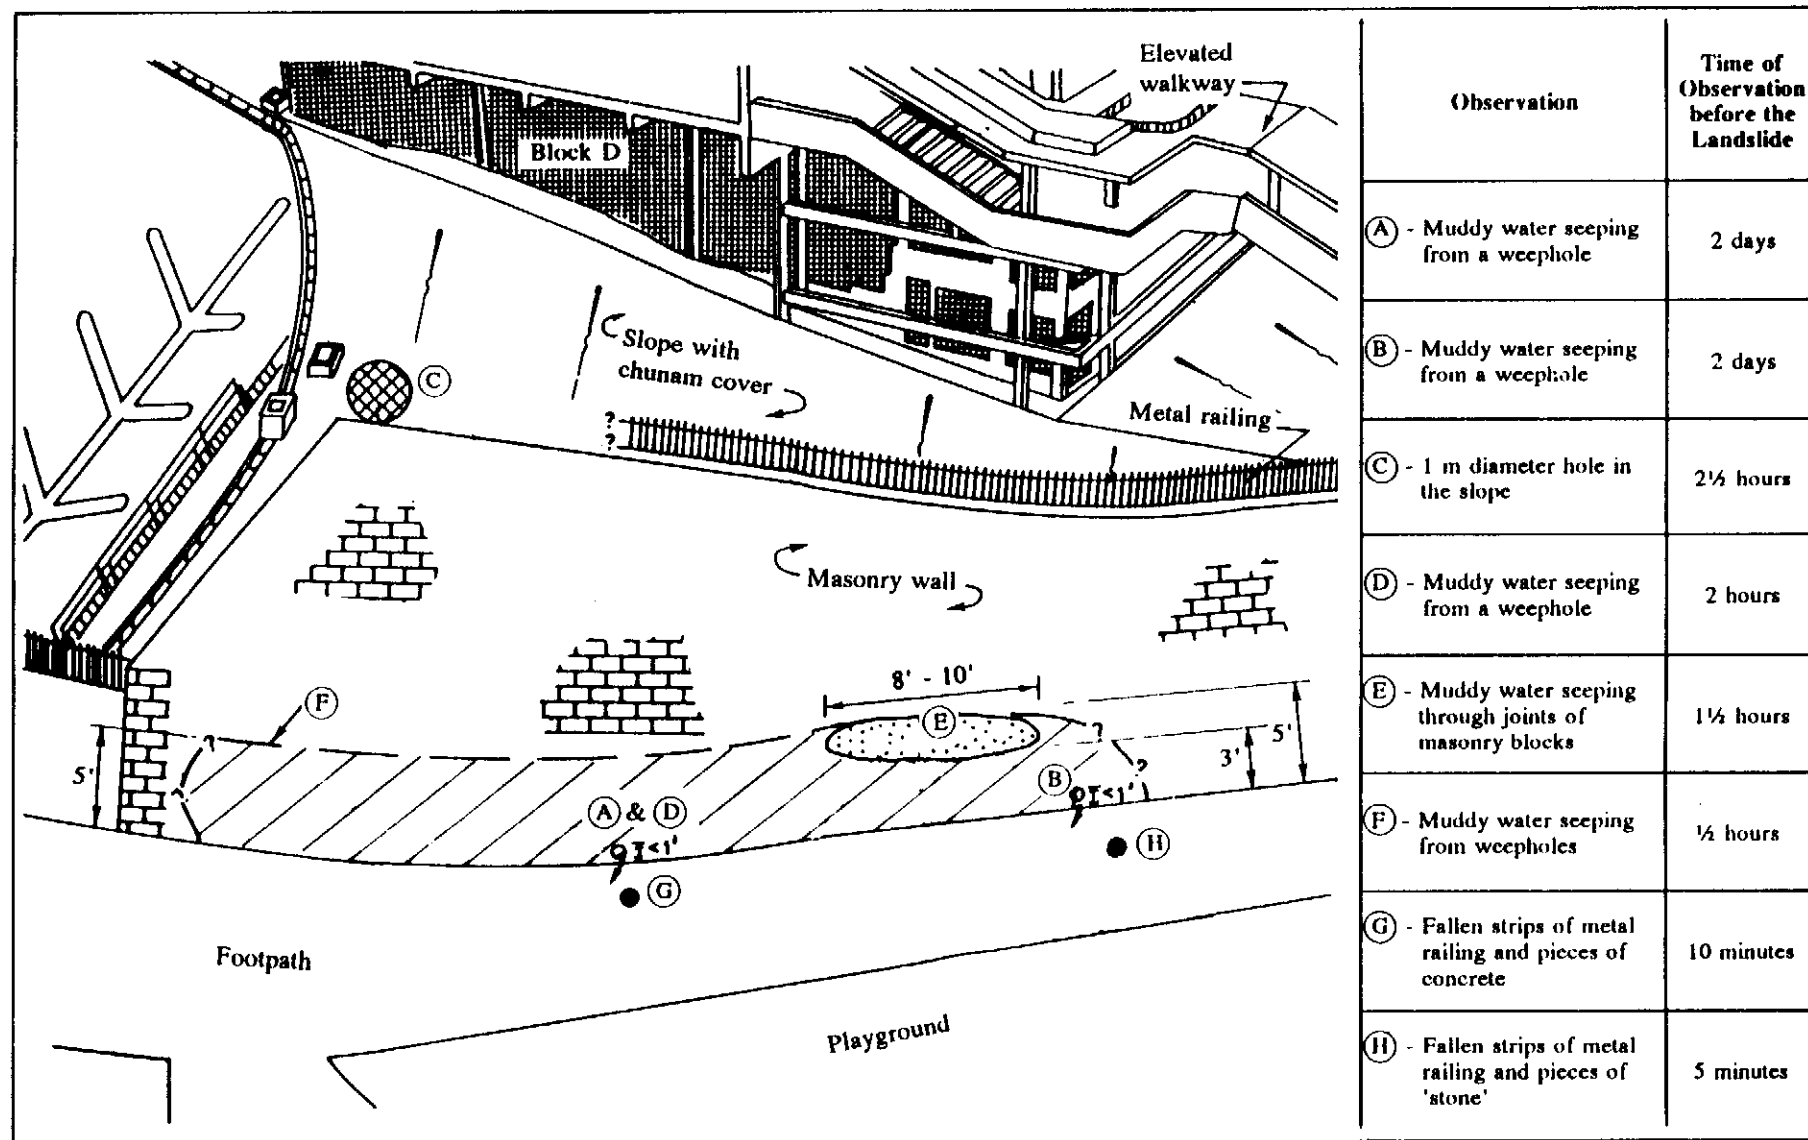 Elevated
walkway
Block D
Slope with
chunam cover
C
Metal railing
?
?
Masonry wall
F
8' - 10'
E
5'
5'
3'
?
?
?
?
B
<1'
A & D
<1'
G
H
Footpath
Playground
Observation
Time of
Observation
before the
Landslide
A - Muddy water seeping
from a weephole
2 days
B - Muddy water seeping
from a weephole
2 days
C - 1 m diameter hole in
the slope
2½ hours
D - Muddy water seeping
from a weephole
2 hours
E - Muddy water seeping
through joints of
masonry blocks
1½ hours
F - Muddy water seeping
from weepholes
½ hours
G - Fallen strips of metal
railing and pieces of
concrete
10 minutes
H - Fallen strips of metal
railing and pieces of
'stone'
5 minutes